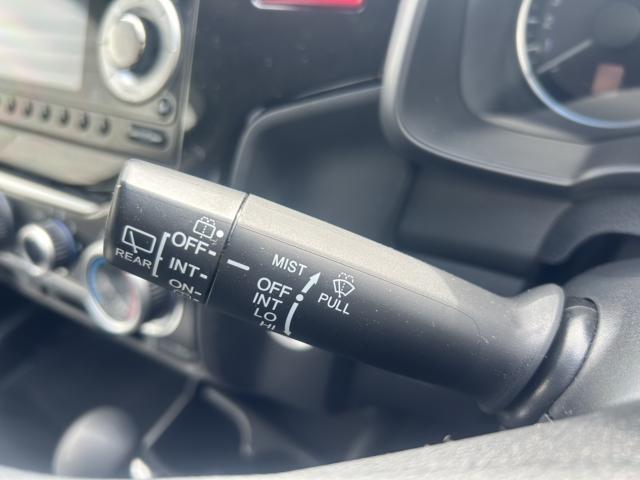 REAR
OFF
INT
ON
MIST
OFF
INT
LO
HI
PULL